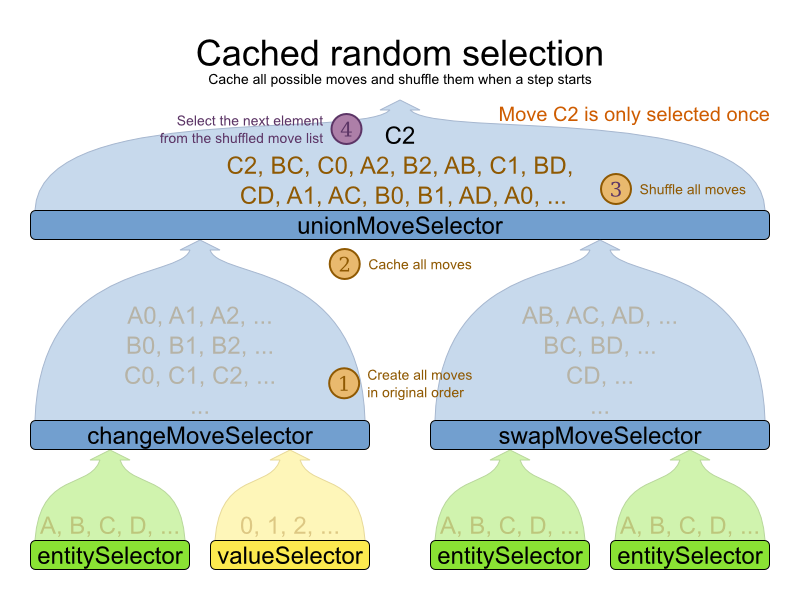 Cached random selection
Cache all possible moves and shuffle them when a step starts
Move C2 is only selected once
Select the next element
from the shuffled move list
4
C2
C2, BC, C0, A2, B2, AB, C1, BD,
CD, A1, AC, B0, B1, AD, A0, ...
3
Shuffle all moves
unionMoveSelector
2
Cache all moves
A0, A1, A2, ...
B0, B1, B2, ...
C0, C1, C2, ...
...
AB, AC, AD, ...
BC, BD, ...
CD, ...
...
1
Create all moves
in original order
changeMoveSelector
swapMoveSelector
A, B, C, D, ...
0, 1, 2, ...
A, B, C, D, ...
A, B, C, D, ...
entitySelector
valueSelector
entitySelector
entitySelector